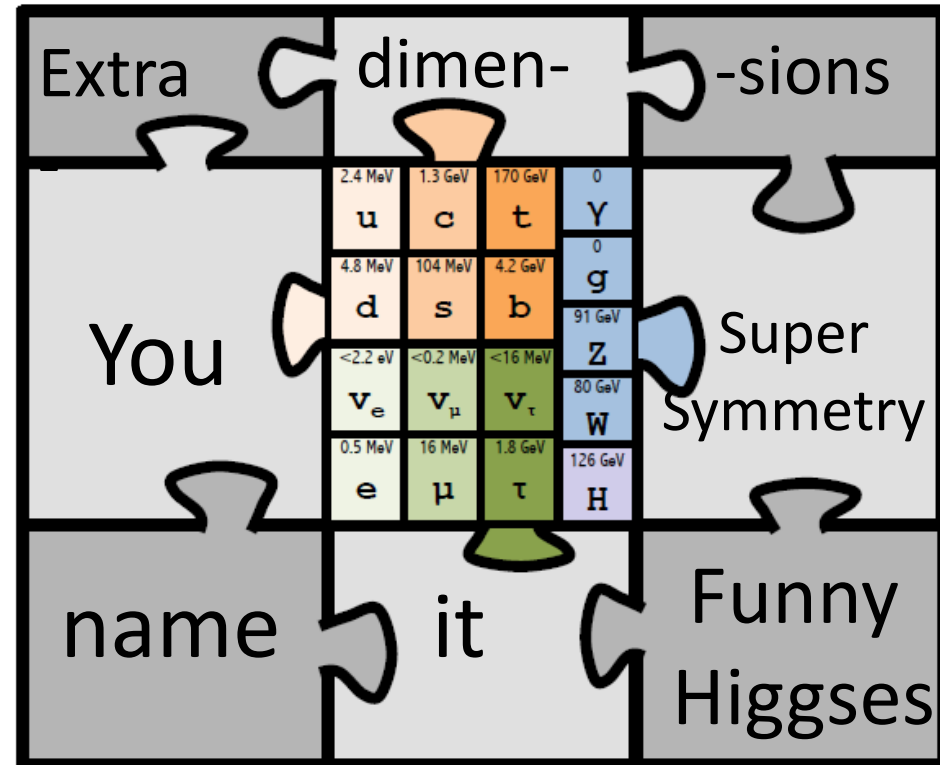 Extra dimen- -sions
2.4 MeV 1.3 GeV 170 GeV 0
u c t γ
0
g
4.8 MeV 104 MeV 4.2 GeV
d s b
91 GeV
Z
You
Super
Symmetry
<2.2 eV <0.2 MeV <16 MeV
νe νμ ντ
80 GeV
W
0.5 MeV 16 MeV 1.8 GeV
e μ τ
126 GeV
H
name it
Funny
Higgses